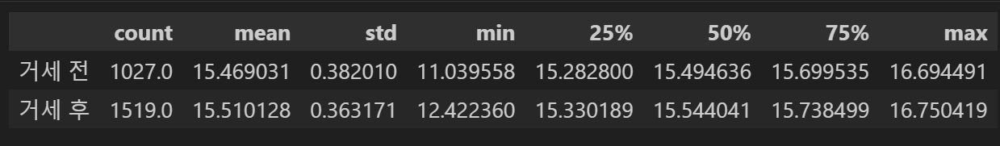 count mean std min 25% 50% 75% max
거세 전 1027.0 15.469031 0.382010 11.039558 15.282800 15.494636 15.699535 16.694491
거세 후 1519.0 15.510128 0.363171 12.422360 15.330189 15.544041 15.738499 16.750419